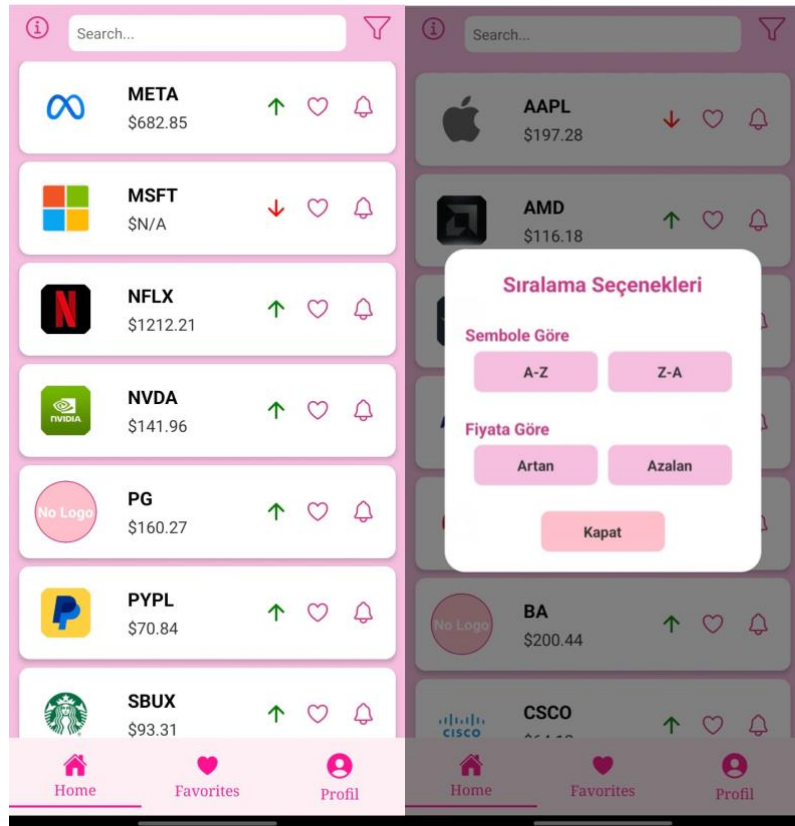 Search...
META
$682.85
MSFT
$N/A
NFLX
$1212.21
NVIDIA
NVDA
$141.96
No Logo
PG
$160.27
PYPL
$70.84
SBUX
$93.31
Home Favorites Profil
Search...
AAPL
$197.28
AMD
$116.18
Sıralama Seçenekleri
Sembole Göre
A-Z Z-A
Fiyata Göre
Artan Azalan
Kapat
No Logo
BA
$200.44
CISCO
CSCO
Home Favorites Profil